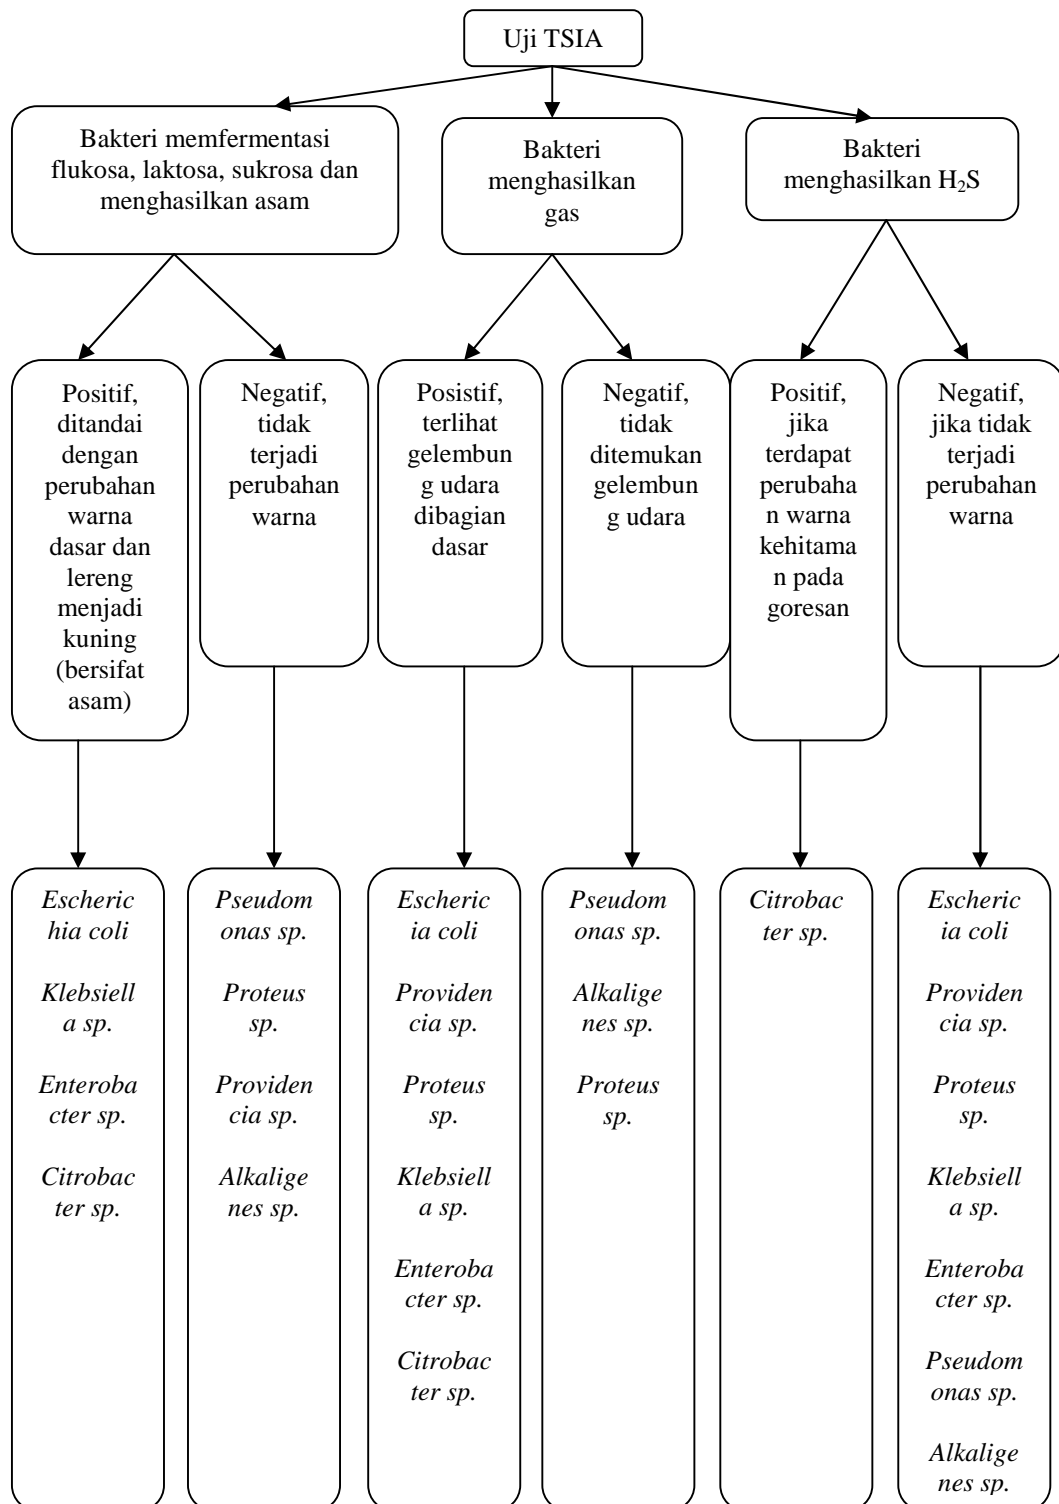 Uji TSIA
Bakteri memfermentasi
flukosa, laktosa, sukrosa dan
menghasilkan asam
Bakteri
menghasilkan
gas
Bakteri
menghasilkan H₂S
Positif,
ditandai
dengan
perubahan
warna
dasar dan
lereng
menjadi
kuning
(bersifat
asam)
Negatif,
tidak
terjadi
perubahan
warna
Posistif,
terlihat
gelembun
g udara
dibagian
dasar
Negatif,
tidak
ditemukan
gelembun
g udara
Positif,
jika
terdapat
perubaha
n warna
kehitama
n pada
goresan
Negatif,
jika tidak
terjadi
perubahan
warna
Escheric
hia coli
Klebsiell
a sp.
Enteroba
cter sp.
Citrobac
ter sp.
Pseudom
onas sp.
Proteus
sp.
Providen
cia sp.
Alkalige
nes sp.
Escheric
ia coli
Providen
cia sp.
Proteus
sp.
Klebsiell
a sp.
Enteroba
cter sp.
Citrobac
ter sp.
Pseudom
onas sp.
Alkalige
nes sp.
Proteus
sp.
Citrobac
ter sp.
Escheric
ia coli
Providen
cia sp.
Proteus
sp.
Klebsiell
a sp.
Enteroba
cter sp.
Pseudom
onas sp.
Alkalige
nes sp.